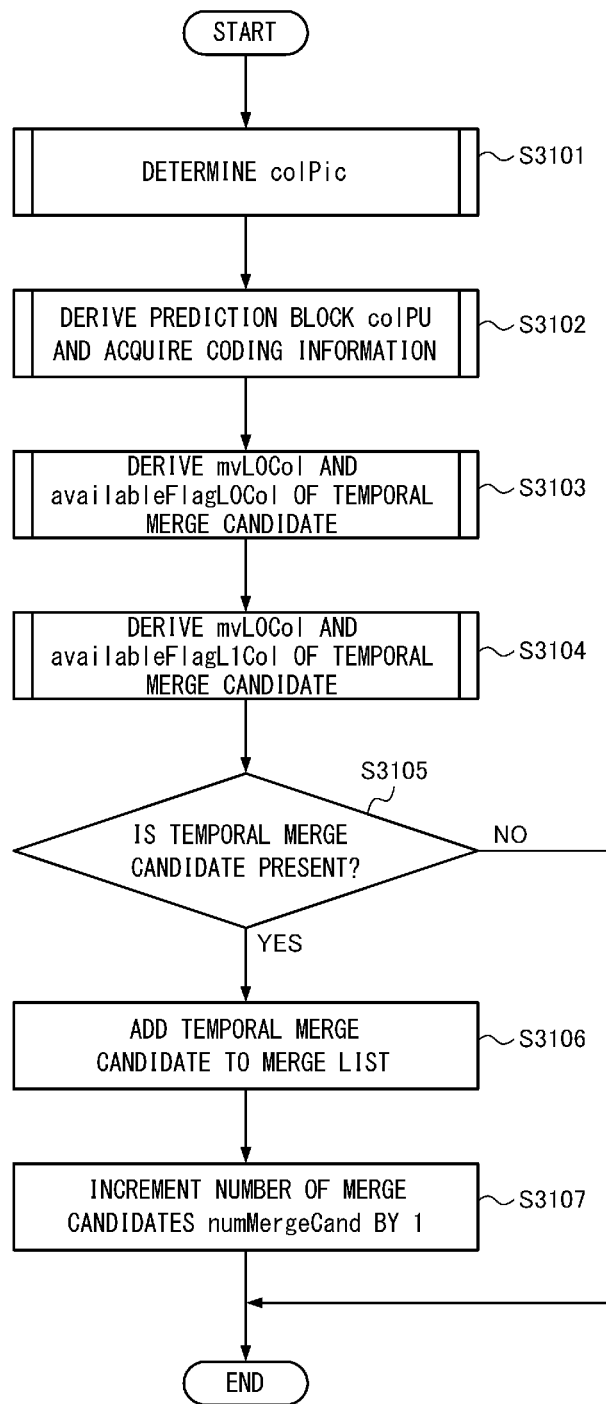 START
DETERMINE colPic
S3101
DERIVE PREDICTION BLOCK colPU
AND ACQUIRE CODING INFORMATION
S3102
DERIVE mvL0Col AND
availableFlagL0Col OF TEMPORAL
MERGE CANDIDATE
S3103
DERIVE mvL0Col AND
availableFlagL1Col OF TEMPORAL
MERGE CANDIDATE
S3104
S3105
IS TEMPORAL MERGE
CANDIDATE PRESENT?
NO
YES
ADD TEMPORAL MERGE
CANDIDATE TO MERGE LIST
S3106
INCREMENT NUMBER OF MERGE
CANDIDATES numMergeCand BY 1
S3107
END